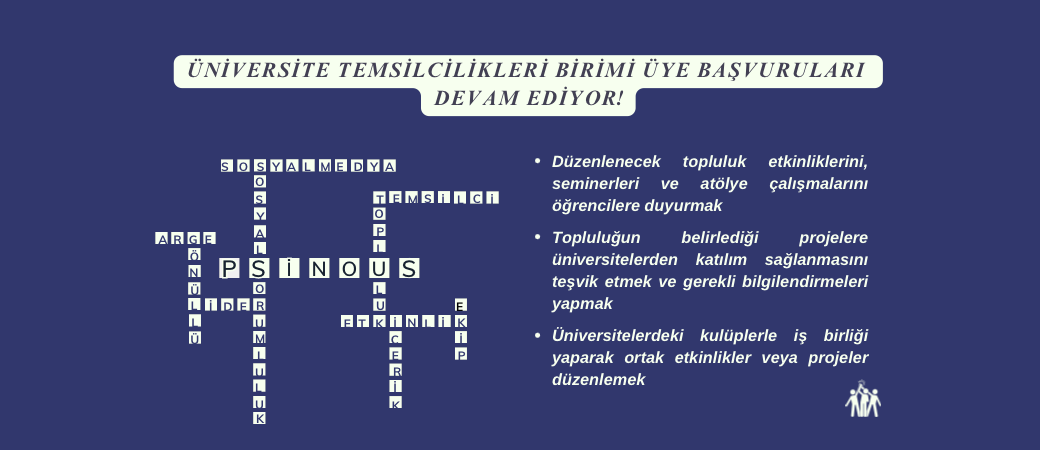 ÜNİVERSİTE TEMSİLCİLİKLERİ BİRİMİ ÜYE BAŞVURULARI
DEVAM EDİYOR!
SOSYALMEDYA
SOSYALSORUMLULUK
TEMSİLCİ
TOPLULUK
ARGE
GÖNÜLLÜ
PSİNOUS
LİDER
ETKİNLİK
EKİP
İÇERİK
• Düzenlenecek topluluk etkinliklerini,
seminerleri ve atölye çalışmalarını
öğrencilere duyurmak
• Topluluğun belirlediği projelere
üniversitelerden katılım sağlanmasını
teşvik etmek ve gerekli bilgilendirmeleri
yapmak
• Üniversitelerdeki kulüplerle iş birliği
yaparak ortak etkinlikler veya projeler
düzenlemek